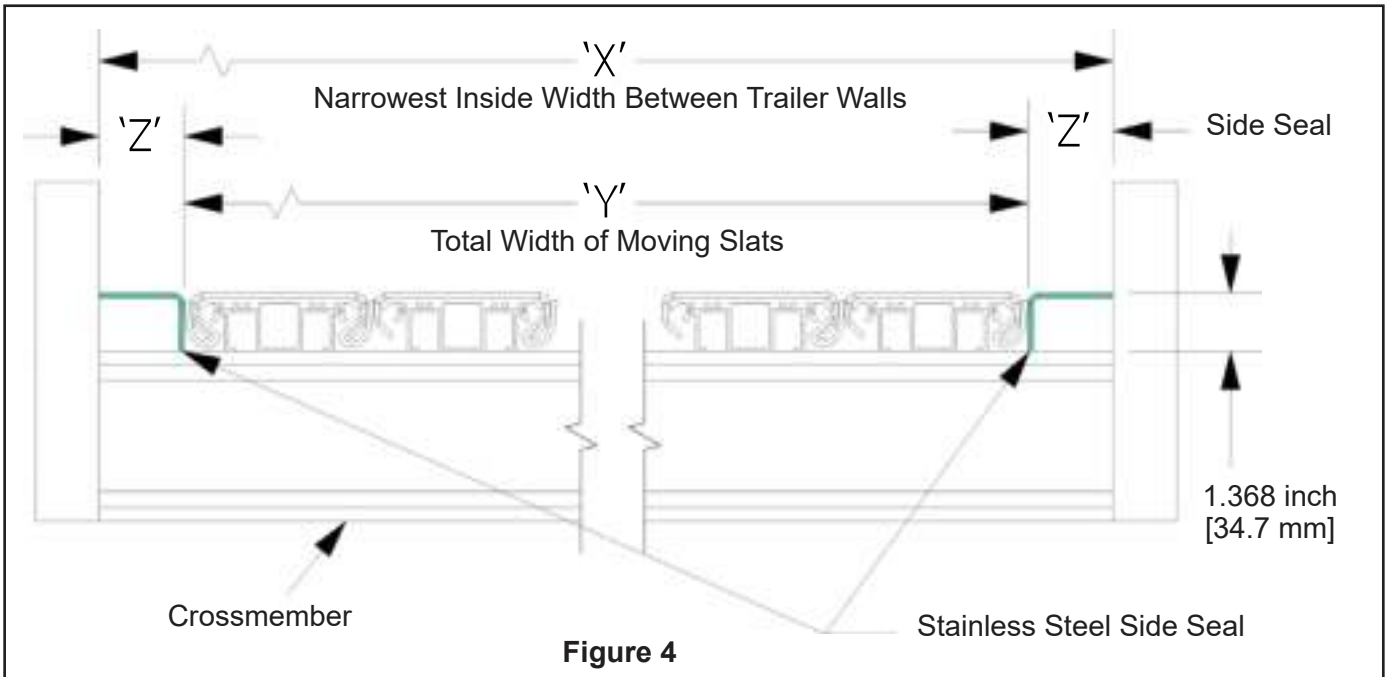 ‘X’
Narrowest Inside Width Between Trailer Walls
‘Z’
‘Z’
Side Seal
‘Y’
Total Width of Moving Slats
1.368 inch
[34.7 mm]
Crossmember
Stainless Steel Side Seal
Figure 4